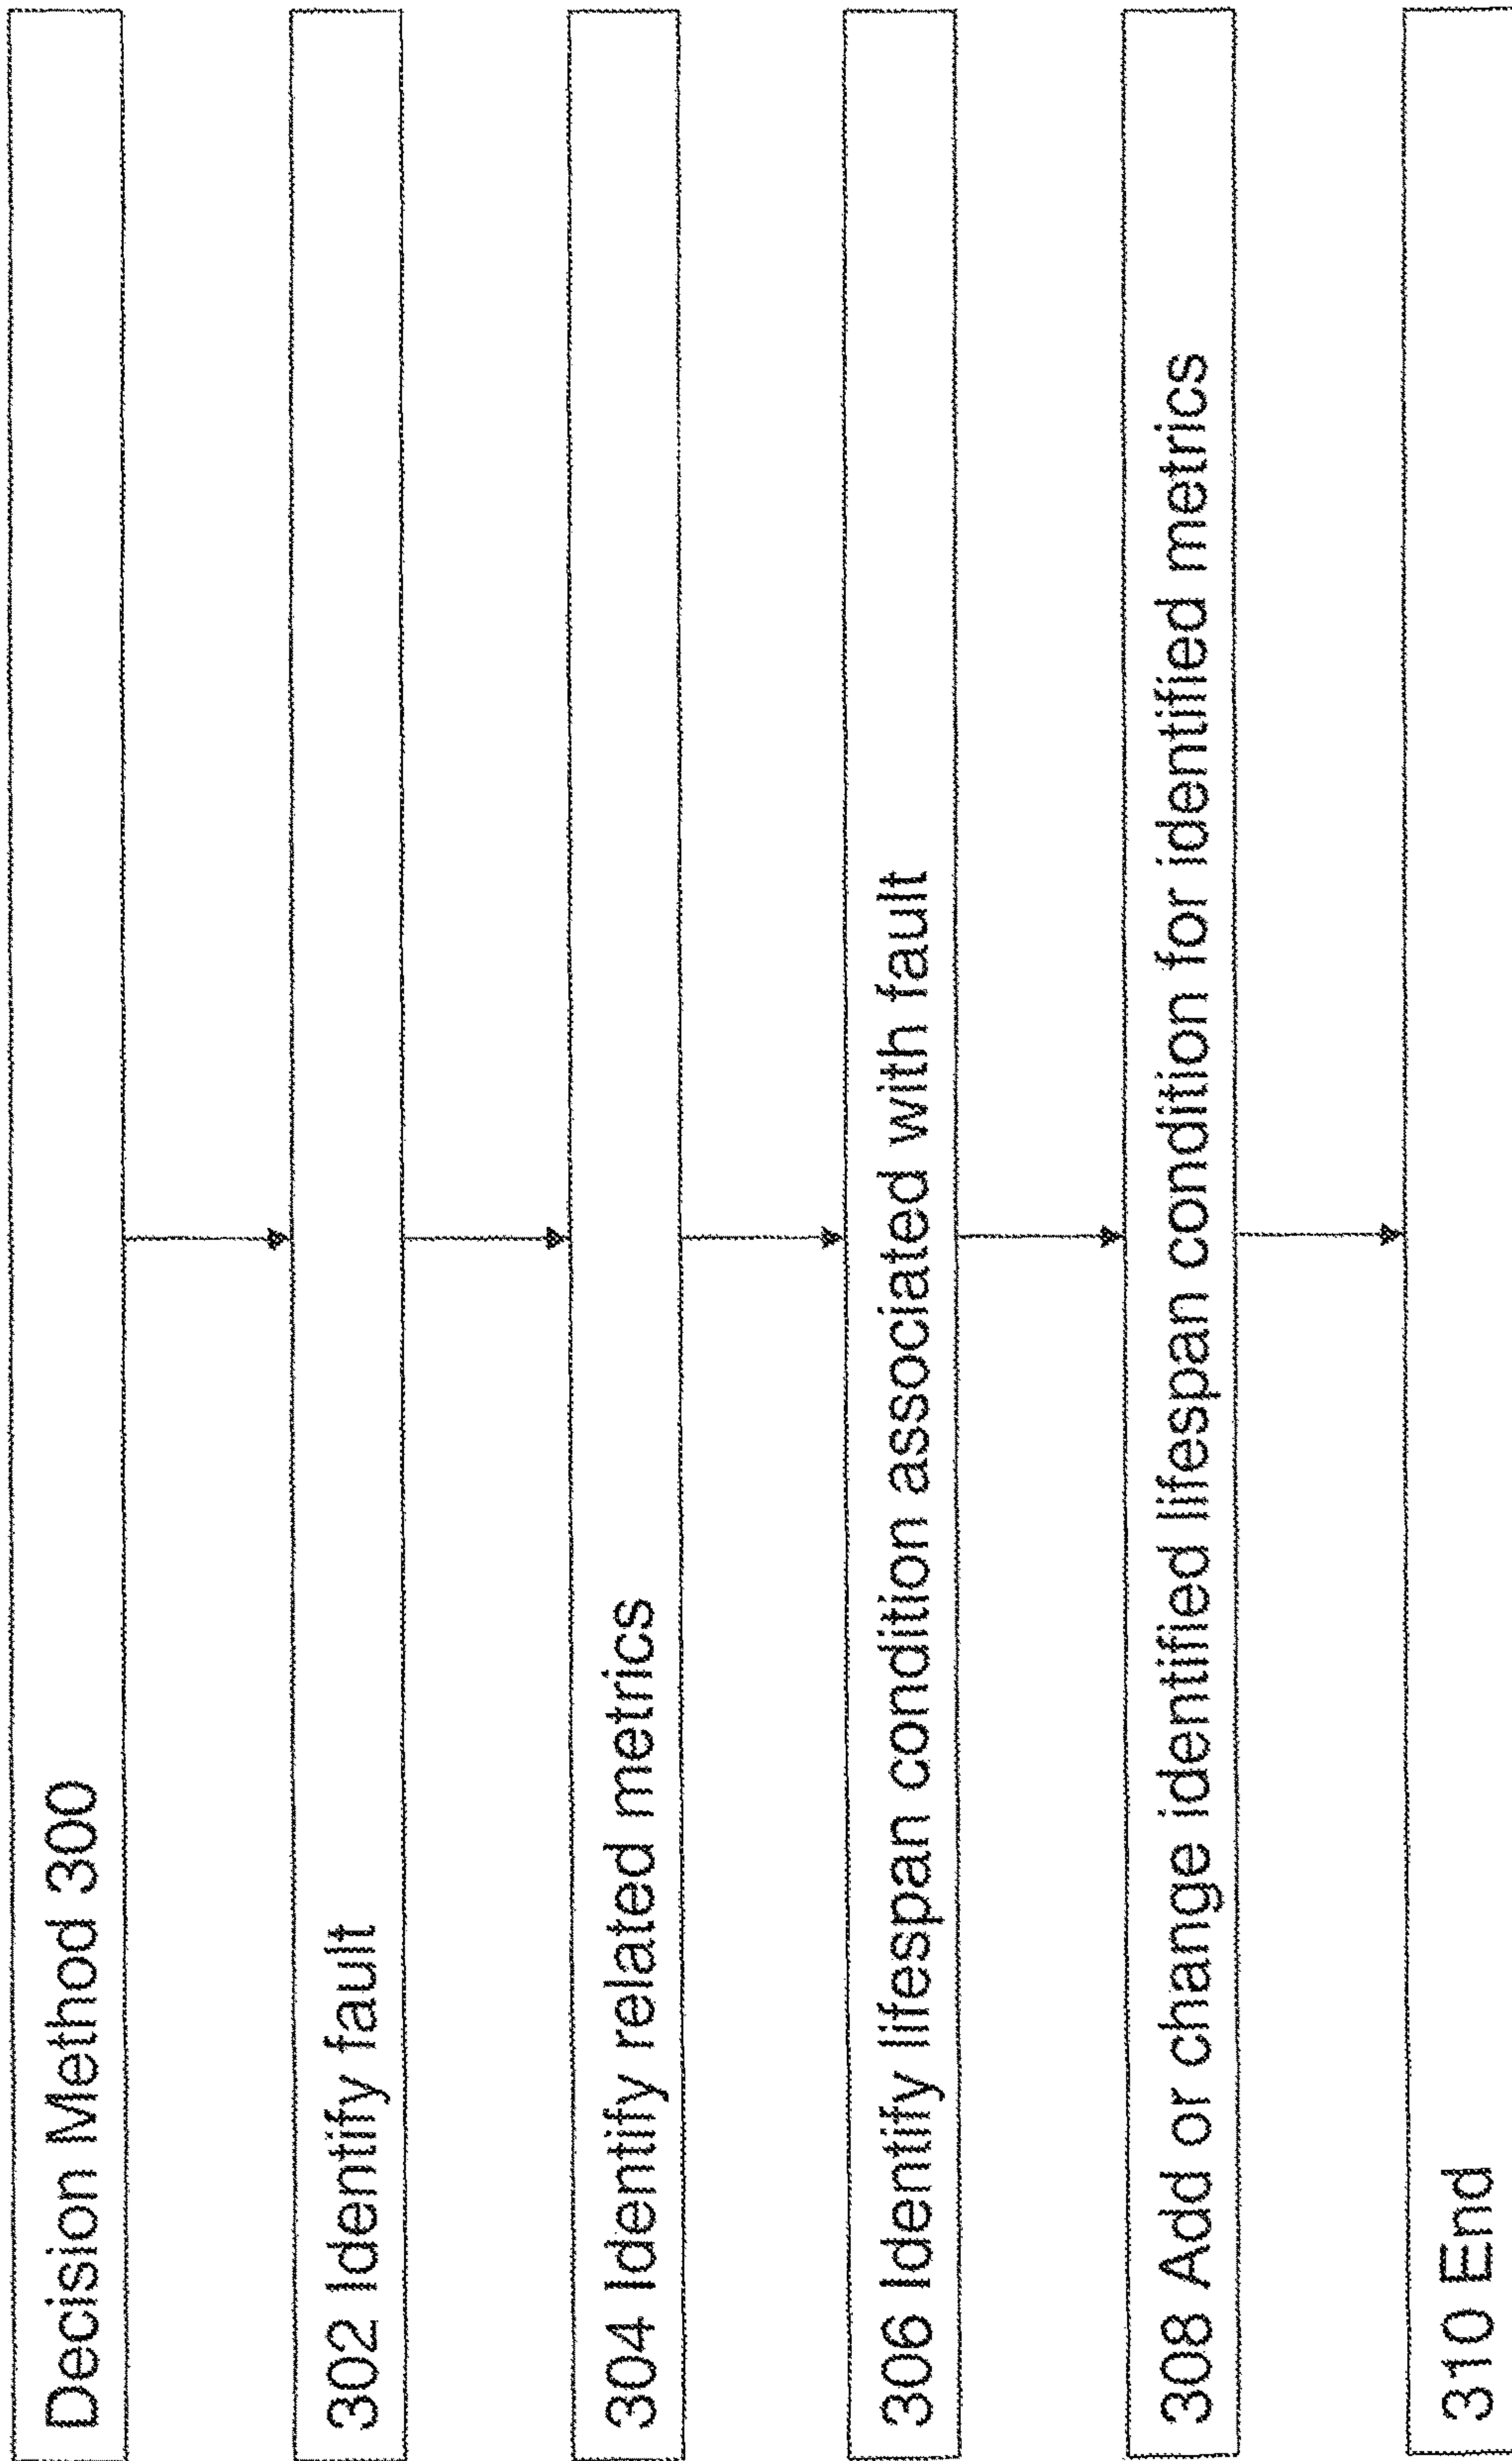 Decision Method 300
302 Identify fault
304 Identify related metrics
306 Identify lifespan condition associated with fault
308 Add or change identified lifespan condition for identified metrics
310 End